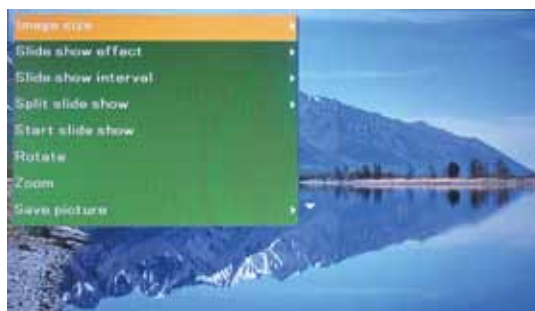 Image size
Slide show effect
Slide show interval
Split slide show
Start slide show
Rotate
Zoom
Save picture